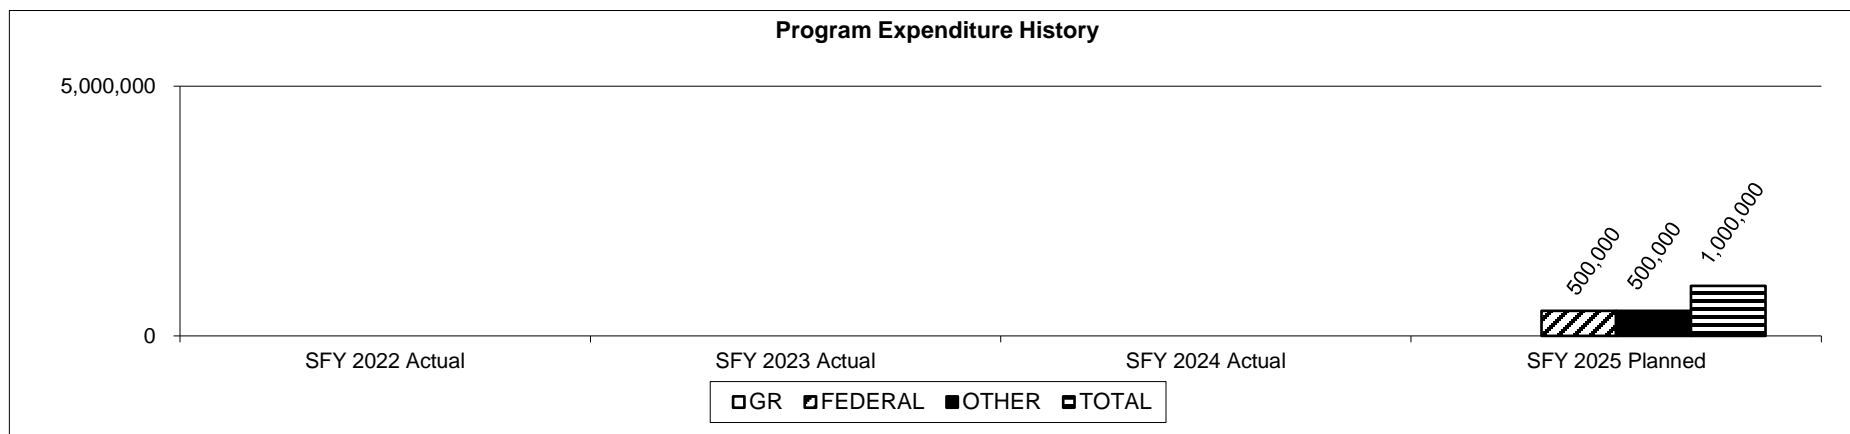 Program Expenditure History
5,000,000
0
500,000
500,000
1,000,000
SFY 2022 Actual
SFY 2023 Actual
SFY 2024 Actual
SFY 2025 Planned
GR FEDERAL OTHER TOTAL